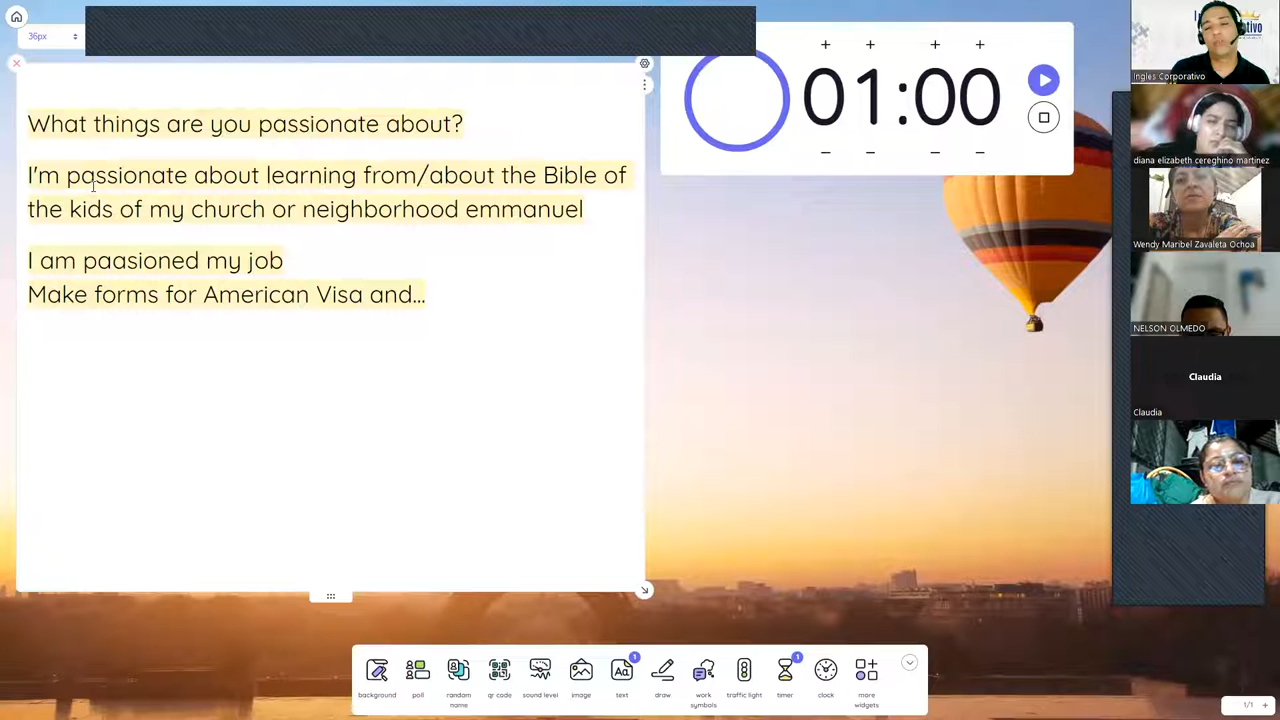 36px
What things are you passionate about?
I'm passionate about learning from/about the Bible of
the kids of my church or neighborhood emmanuel
I am paasioned my job
Make forms for American Visa and...
01:00
Ingles Corporativo
diana elizabeth cereghino martinez
Wendy Maribel Zavaleta Ochoa
NELSON OLMEDO
Claudia
Claudia
1
1
background
poll
random
name
qr code
sound level
image
text
draw
work
symbols
traffic light
timer
clock
more
widgets
1/1